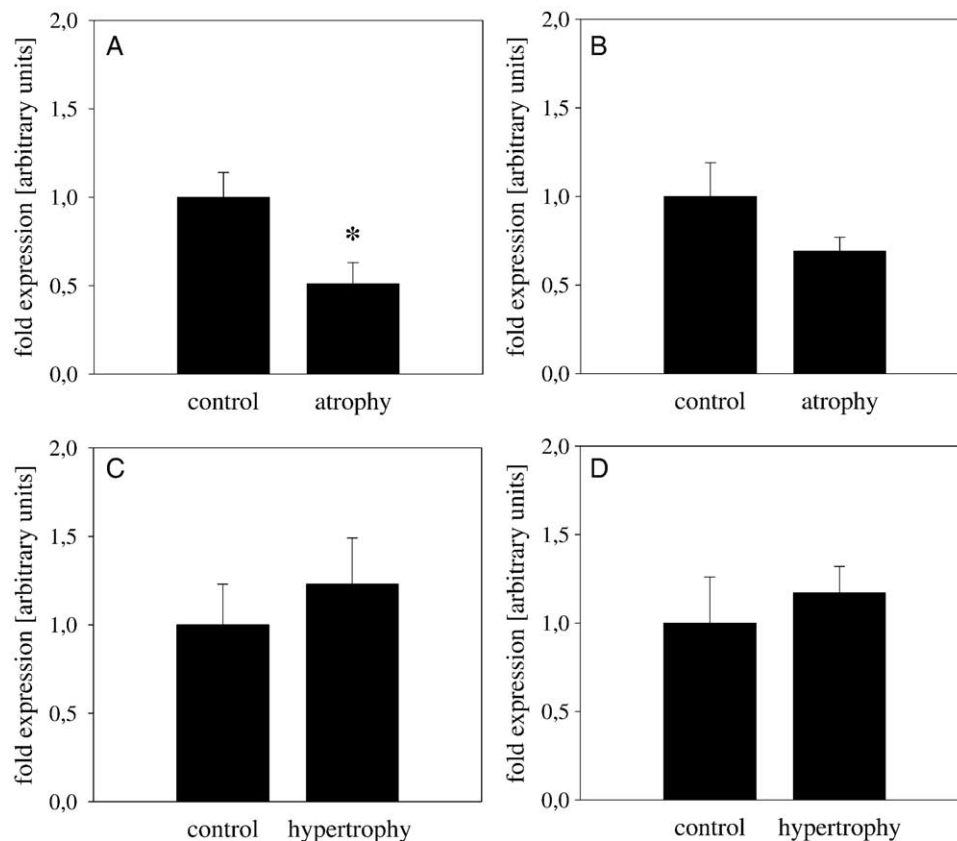 A
fold expression [arbitrary units]
2,0
1,5
1,0
0,5
0,0
*
control atrophy
B
fold expression [arbitrary units]
2,0
1,5
1,0
0,5
0,0
control atrophy
C
fold expression [arbitrary units]
2,0
1,5
1,0
0,5
0,0
control hypertrophy
D
fold expression [arbitrary units]
2,0
1,5
1,0
0,5
0,0
control hypertrophy